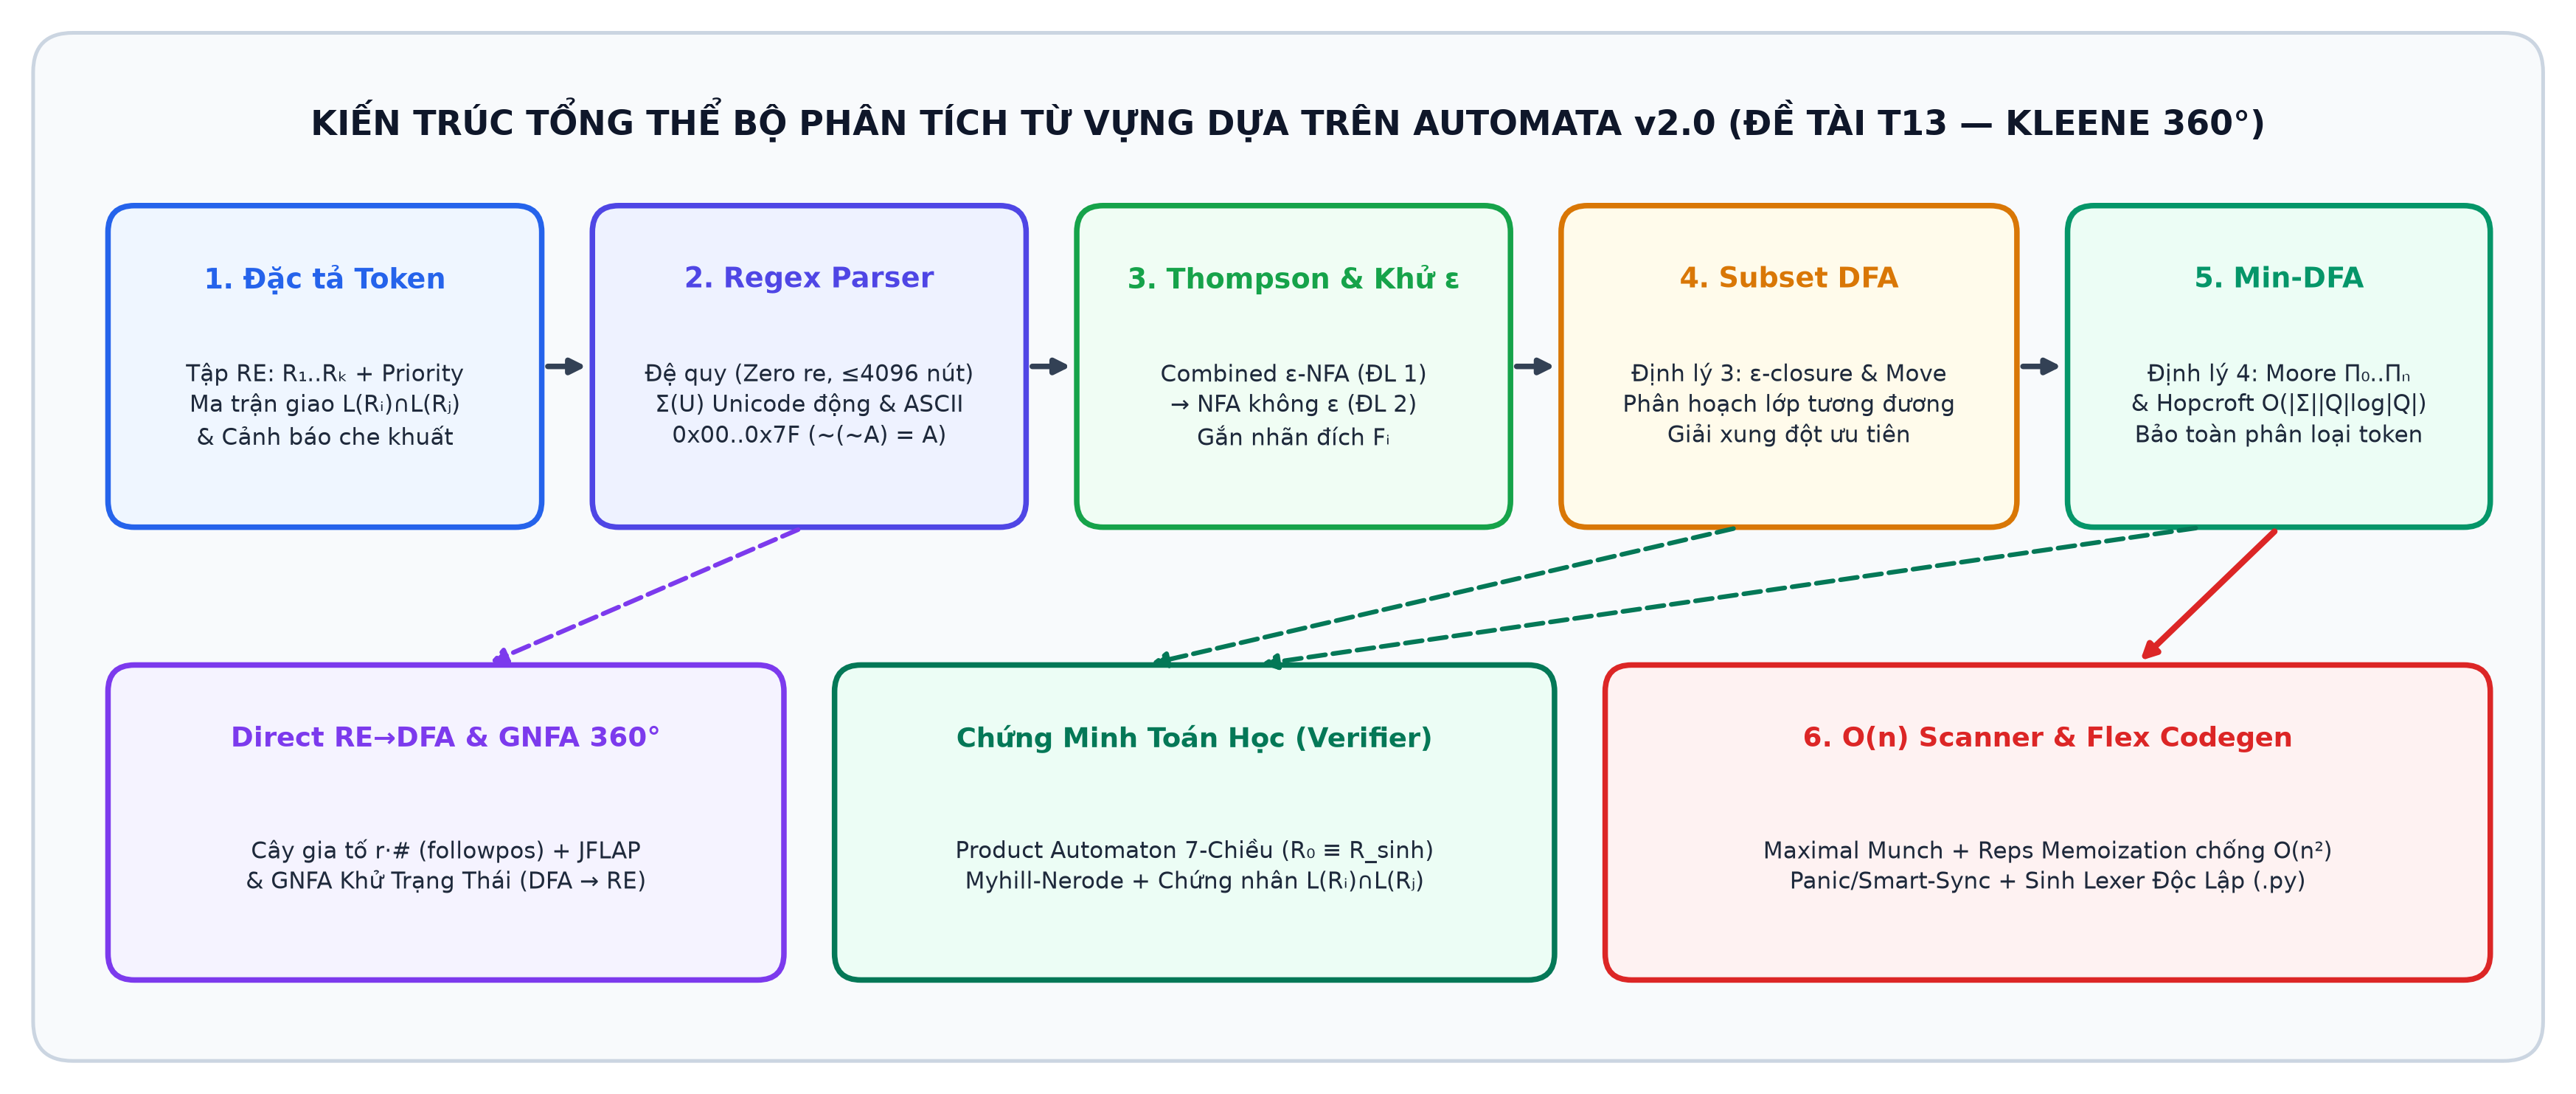 KIẾN TRÚC TỔNG THỂ BỘ PHÂN TÍCH TỪ VỰNG DỰA TRÊN AUTOMATA v2.0 (ĐỀ TÀI T13 — KLEENE 360°)
1. Đặc tả Token
Tập RE: R₁..Rₖ + Priority
Ma trận giao L(Rᵢ)∩L(Rⱼ)
& Cảnh báo che khuất
2. Regex Parser
Đệ quy (Zero re, ≤4096 nút)
Σ(U) Unicode động & ASCII
0x00..0x7F (~(~A) = A)
3. Thompson & Khử ε
Combined ε-NFA (ĐL 1)
→ NFA không ε (ĐL 2)
Gắn nhãn đích Fᵢ
4. Subset DFA
Định lý 3: ε-closure & Move
Phân hoạch lớp tương đương
Giải xung đột ưu tiên
5. Min-DFA
Định lý 4: Moore Π₀..Πₙ
& Hopcroft O(|Σ||Q|log|Q|)
Bảo toàn phân loại token
Direct RE→DFA & GNFA 360°
Cây gia tố r·# (followpos) + JFLAP
& GNFA Khử Trạng Thái (DFA → RE)
Chứng Minh Toán Học (Verifier)
Product Automaton 7-Chiều (R₀ ≡ R_sinh)
Myhill-Nerode + Chứng nhân L(Rᵢ)∩L(Rⱼ)
6. O(n) Scanner & Flex Codegen
Maximal Munch + Reps Memoization chống O(n²)
Panic/Smart-Sync + Sinh Lexer Độc Lập (.py)